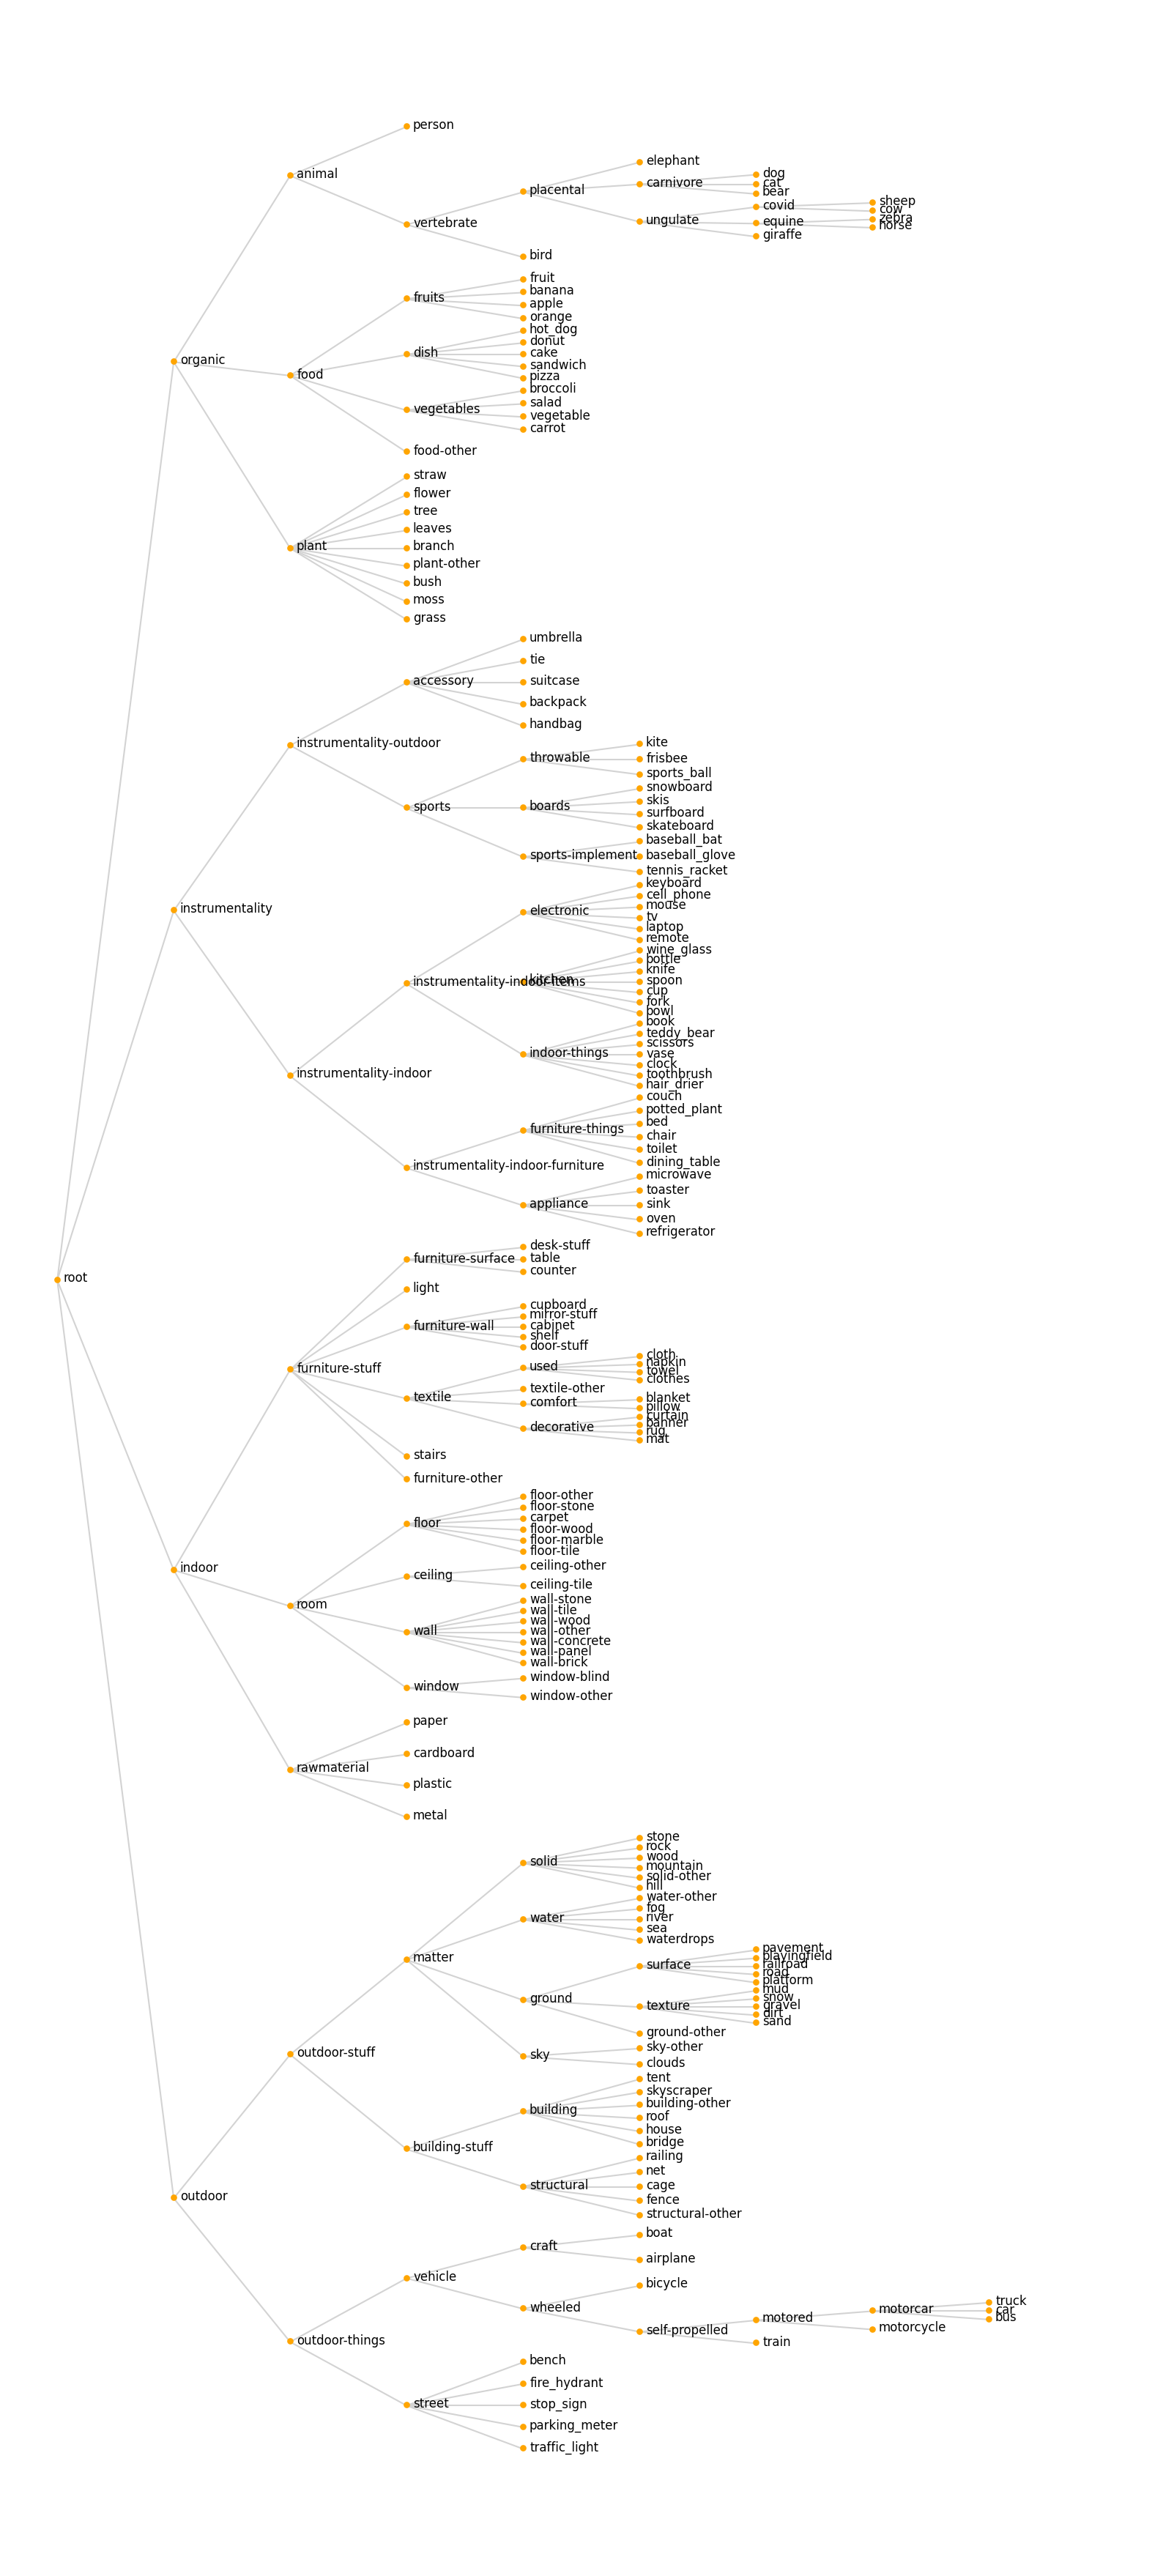 person
elephant
dog
animal
cat
placental
carnivore
bear
sheep
covid
cow
zebra
vertebrate
ungulate
equine
horse
giraffe
bird
fruit
banana
fruits
apple
orange
hot_dog
donut
dish
cake
organic
sandwich
food
pizza
broccoli
salad
vegetables
vegetable
carrot
food-other
straw
flower
tree
leaves
plant
branch
plant-other
bush
moss
grass
umbrella
tie
accessory
suitcase
backpack
handbag
instrumentality-outdoor
kite
throwable
frisbee
sports_ball
snowboard
skis
sports
boards
surfboard
skateboard
baseball_bat
sports-implement
baseball_glove
tennis_racket
keyboard
cell_phone
mouse
instrumentality
electronic
tv
laptop
remote
wine_glass
bottle
knife
kitchen
spoon
instrumentality-indoor-items
cup
fork
bowl
book
teddy_bear
scissors
indoor-things
vase
clock
instrumentality-indoor
toothbrush
hair_drier
couch
potted_plant
bed
furniture-things
chair
toilet
dining_table
instrumentality-indoor-furniture
microwave
toaster
appliance
sink
oven
refrigerator
desk-stuff
furniture-surface
table
counter
root
light
cupboard
mirror-stuff
furniture-wall
cabinet
shelf
door-stuff
cloth
napkin
used
furniture-stuff
towel
clothes
textile-other
textile
blanket
comfort
pillow
curtain
banner
decorative
rug
mat
stairs
furniture-other
floor-other
floor-stone
carpet
floor
floor-wood
floor-marble
floor-tile
ceiling-other
indoor
ceiling
ceiling-tile
wall-stone
room
wall-tile
wall-wood
wall
wall-other
wall-concrete
wall-panel
wall-brick
window-blind
window
window-other
paper
cardboard
rawmaterial
plastic
metal
stone
rock
wood
solid
mountain
solid-other
hill
water-other
fog
water
river
sea
waterdrops
pavement
playingfield
matter
surface
railroad
road
platform
mud
ground
snow
texture
gravel
dirt
sand
ground-other
sky-other
outdoor-stuff
sky
clouds
tent
skyscraper
building-other
building
roof
house
bridge
building-stuff
railing
net
structural
cage
outdoor
fence
structural-other
boat
craft
airplane
vehicle
bicycle
truck
wheeled
motorcar
car
bus
motored
self-propelled
motorcycle
outdoor-things
train
bench
fire_hydrant
street
stop_sign
parking_meter
traffic_light